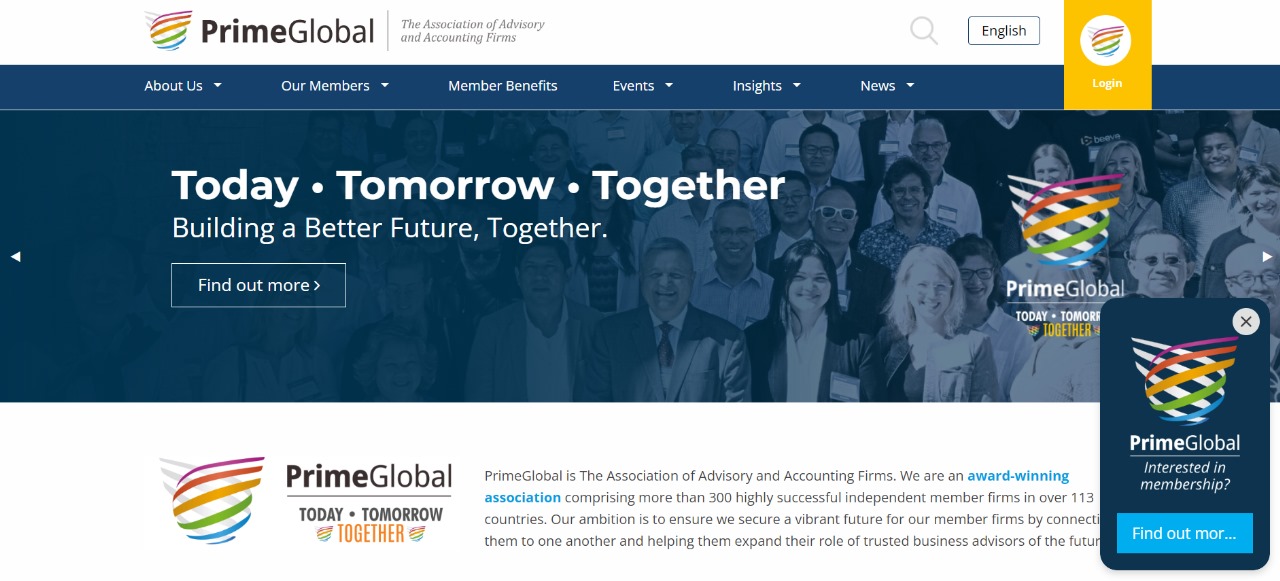 PrimeGlobal
The Association of Advisory
and Accounting Firms
English
Login
About Us
Our Members
Member Benefits
Events
Insights
News
Today • Tomorrow • Together
Building a Better Future, Together.
Find out more ›
beever
PrimeGlobal
TODAY • TOMORR
TOGETHER
PrimeGlobal
Interested in
membership?
Find out mor...
PrimeGlobal
TODAY • TOMORROW
TOGETHER
PrimeGlobal is The Association of Advisory and Accounting Firms. We are an award-winning
association comprising more than 300 highly successful independent member firms in over 113
countries. Our ambition is to ensure we secure a vibrant future for our member firms by connecti
them to one another and helping them expand their role of trusted business advisors of the futur